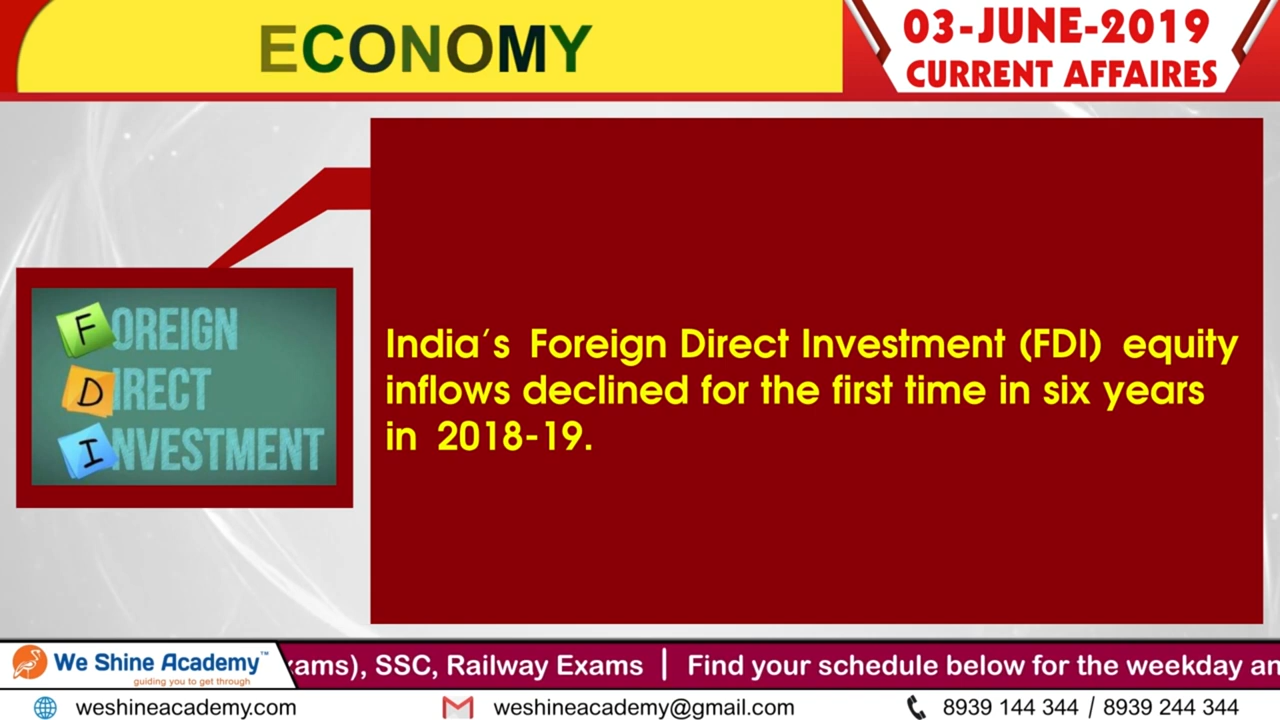 ECONOMY
03-JUNE-2019
CURRENT AFFAIRES
FOREIGN
DIRECT
INVESTMENT
India's Foreign Direct Investment (FDI) equity
inflows declined for the first time in six years
in 2018-19.
We Shine Academy™
guiding you to get through
xams), SSC, Railway Exams | Find your schedule below for the weekday an
weshineacademy.com
weshineacademy@gmail.com
8939 144 344 / 8939 244 344